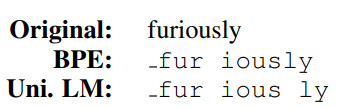 Original: furiously
BPE: _fur iously
Uni. LM: _fur ious ly